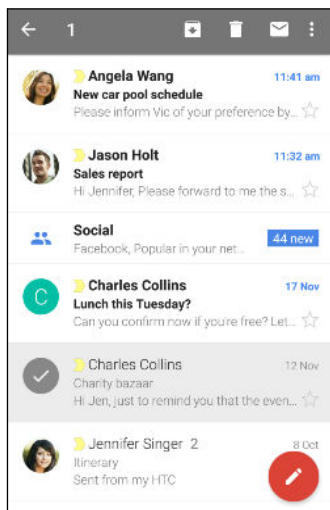 1
Angela Wang 11:41 am
New car pool schedule
Please inform Vic of your preference by...
Jason Holt 11:32 am
Sales report
Hi Jennifer, Please forward to me the s...
Social 44 new
Facebook, Popular in your net...
C Charles Collins 17 Nov
Lunch this Tuesday?
Can you confirm now if you're free? Let...
Charles Collins 12 Nov
Charity bazaar
Hi Jen, just to remind you that the even...
Jennifer Singer 2 8 Oct
Itinerary
Sent from my HTC